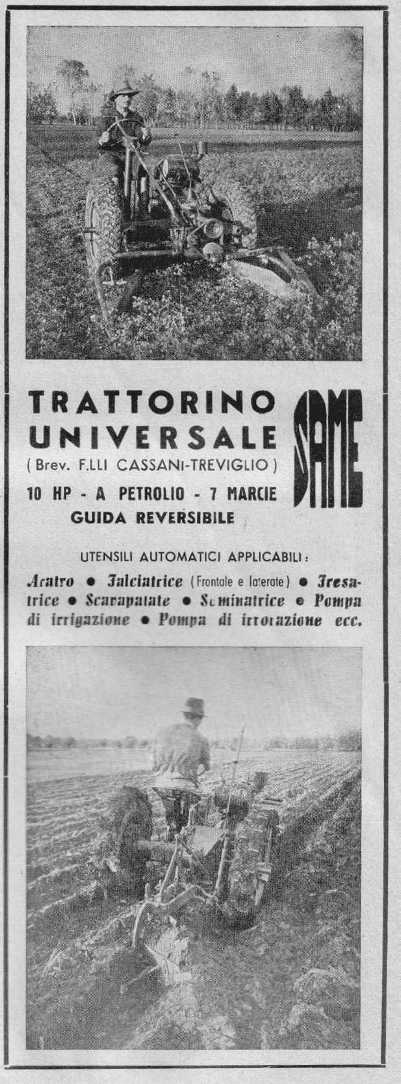 TRATTORINO
UNIVERSALE
SAME
(Brev. F.LLI CASSANI-TREVIGLIO)
10 HP - A PETROLIO - 7 MARCIE
GUIDA REVERSIBILE
UTENSILI AUTOMATICI APPLICABILI:
Aratro ● Falciatrice (Frontale e laterale) ● Fresa-
trice ● Scavapatate ● Seminatrice ● Pompa
di irrigazione ● Pompa di irrorazione ecc.